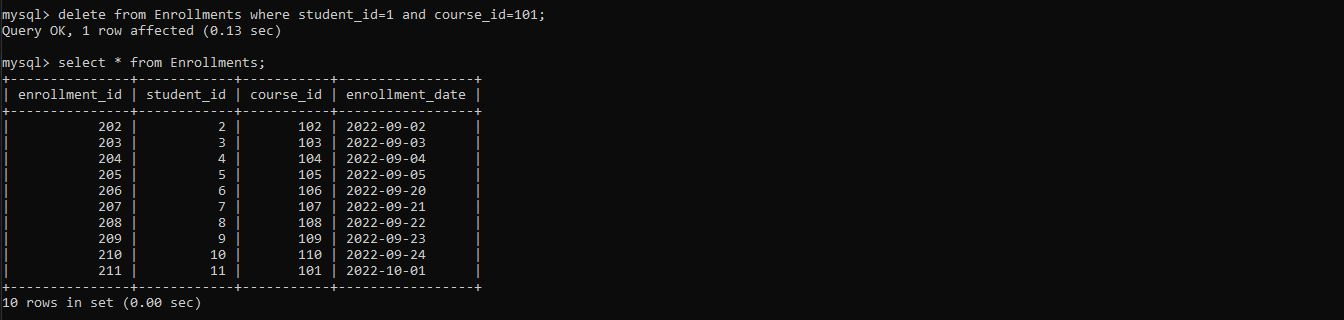 mysql> delete from Enrollments where student_id=1 and course_id=101;
Query OK, 1 row affected (0.13 sec)
mysql> select * from Enrollments;
+---------------+------------+-----------+-----------------+
| enrollment_id | student_id | course_id | enrollment_date |
+---------------+------------+-----------+-----------------+
|           202 |          2 |       102 | 2022-09-02      |
|           203 |          3 |       103 | 2022-09-03      |
|           204 |          4 |       104 | 2022-09-04      |
|           205 |          5 |       105 | 2022-09-05      |
|           206 |          6 |       106 | 2022-09-20      |
|           207 |          7 |       107 | 2022-09-21      |
|           208 |          8 |       108 | 2022-09-22      |
|           209 |          9 |       109 | 2022-09-23      |
|           210 |         10 |       110 | 2022-09-24      |
|           211 |         11 |       101 | 2022-10-01      |
+---------------+------------+-----------+-----------------+
10 rows in set (0.00 sec)